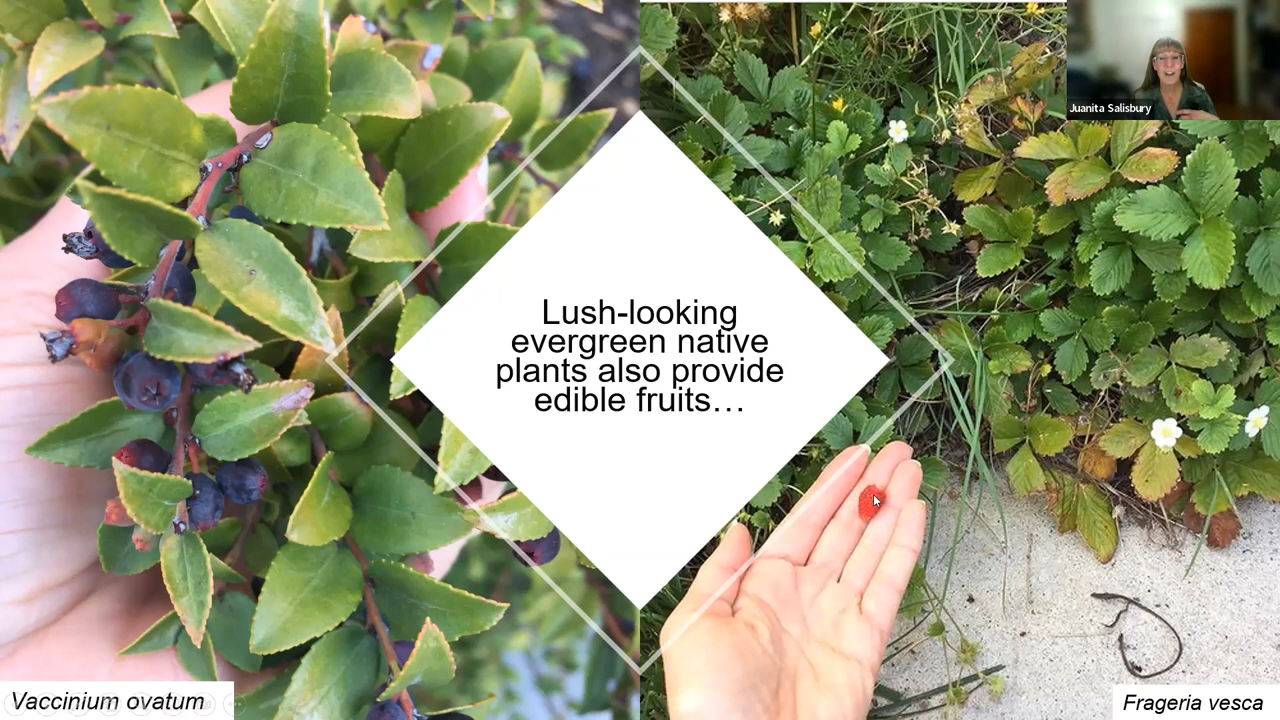 Juanita Salisbury
Lush-looking
evergreen native
plants also provide
edible fruits…
Vaccinium ovatum
Frageria vesca